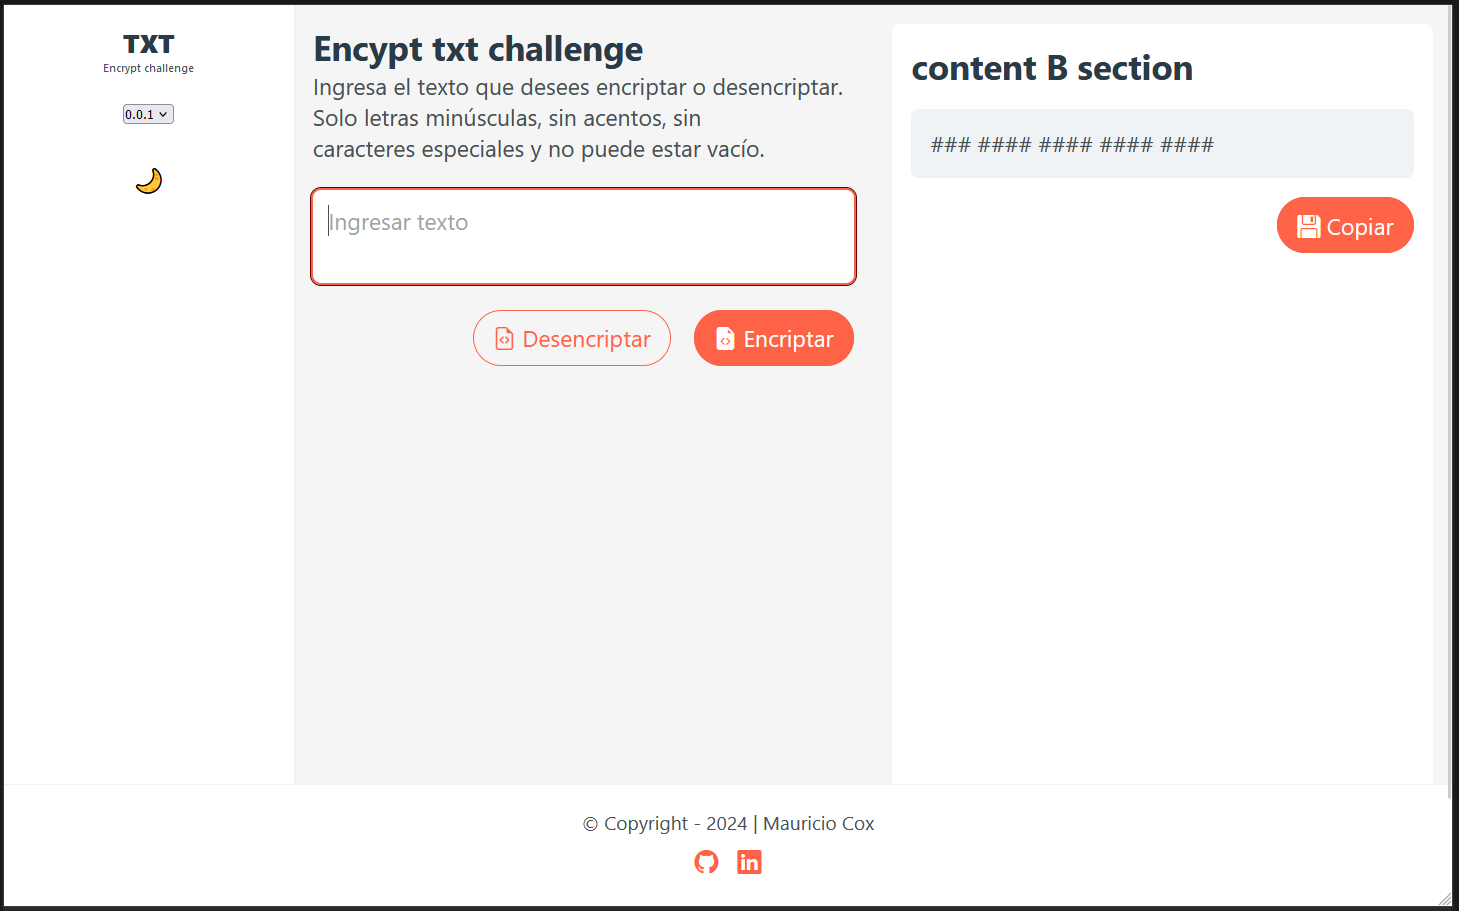 TXT
Encrypt challenge
0.0.1
Encypt txt challenge
Ingresa el texto que desees encriptar o desencriptar.
Solo letras minúsculas, sin acentos, sin
caracteres especiales y no puede estar vacío.
Ingresar texto
Desencriptar
Encriptar
content B section
### #### #### #### ####
Copiar
© Copyright - 2024 | Mauricio Cox